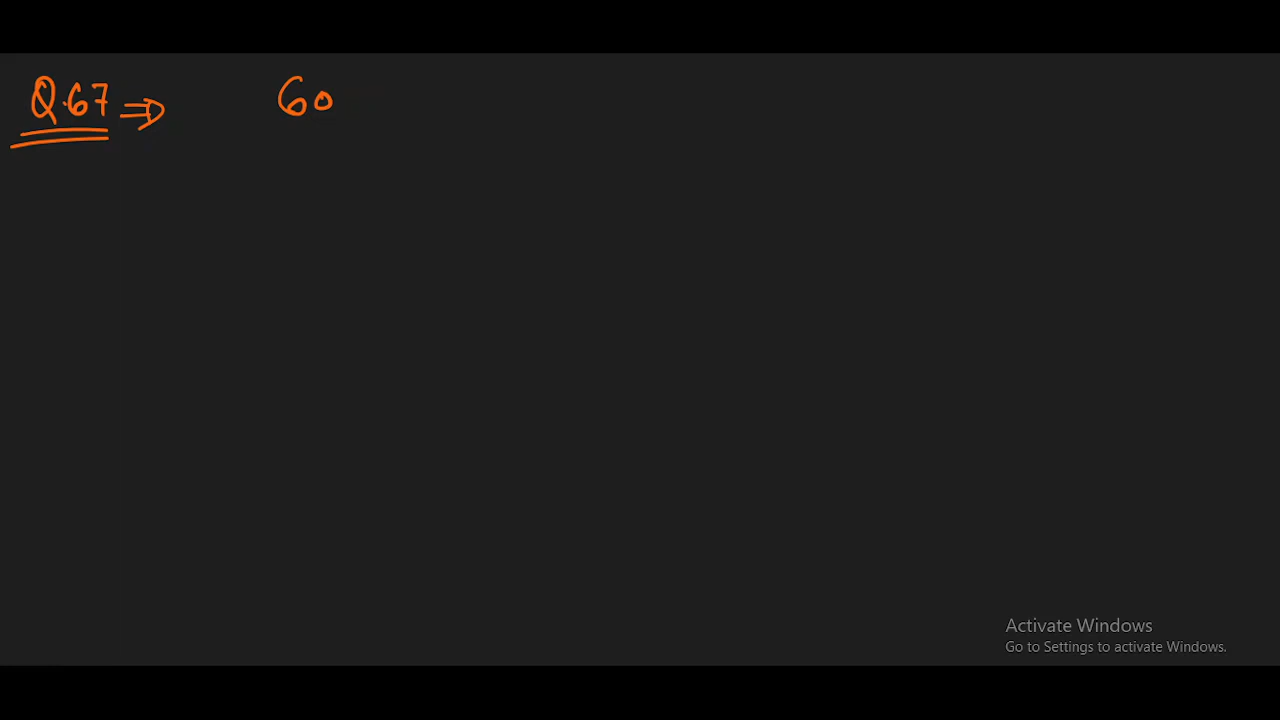 Q.67 ⇒ 60
Activate Windows
Go to Settings to activate Windows.